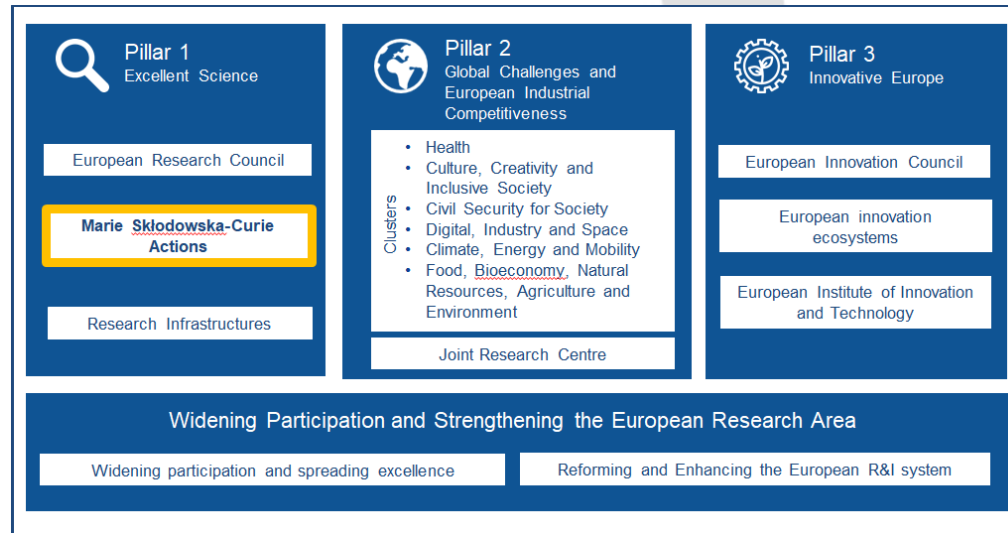 Pillar 1
Excellent Science
European Research Council
Marie Skłodowska-Curie
Actions
Research Infrastructures
Pillar 2
Global Challenges and
European Industrial
Competitiveness
Clusters
• Health
• Culture, Creativity and
Inclusive Society
• Civil Security for Society
• Digital, Industry and Space
• Climate, Energy and Mobility
• Food, Bioeconomy, Natural
Resources, Agriculture and
Environment
Joint Research Centre
Pillar 3
Innovative Europe
European Innovation Council
European innovation
ecosystems
European Institute of Innovation
and Technology
Widening Participation and Strengthening the European Research Area
Widening participation and spreading excellence
Reforming and Enhancing the European R&I system